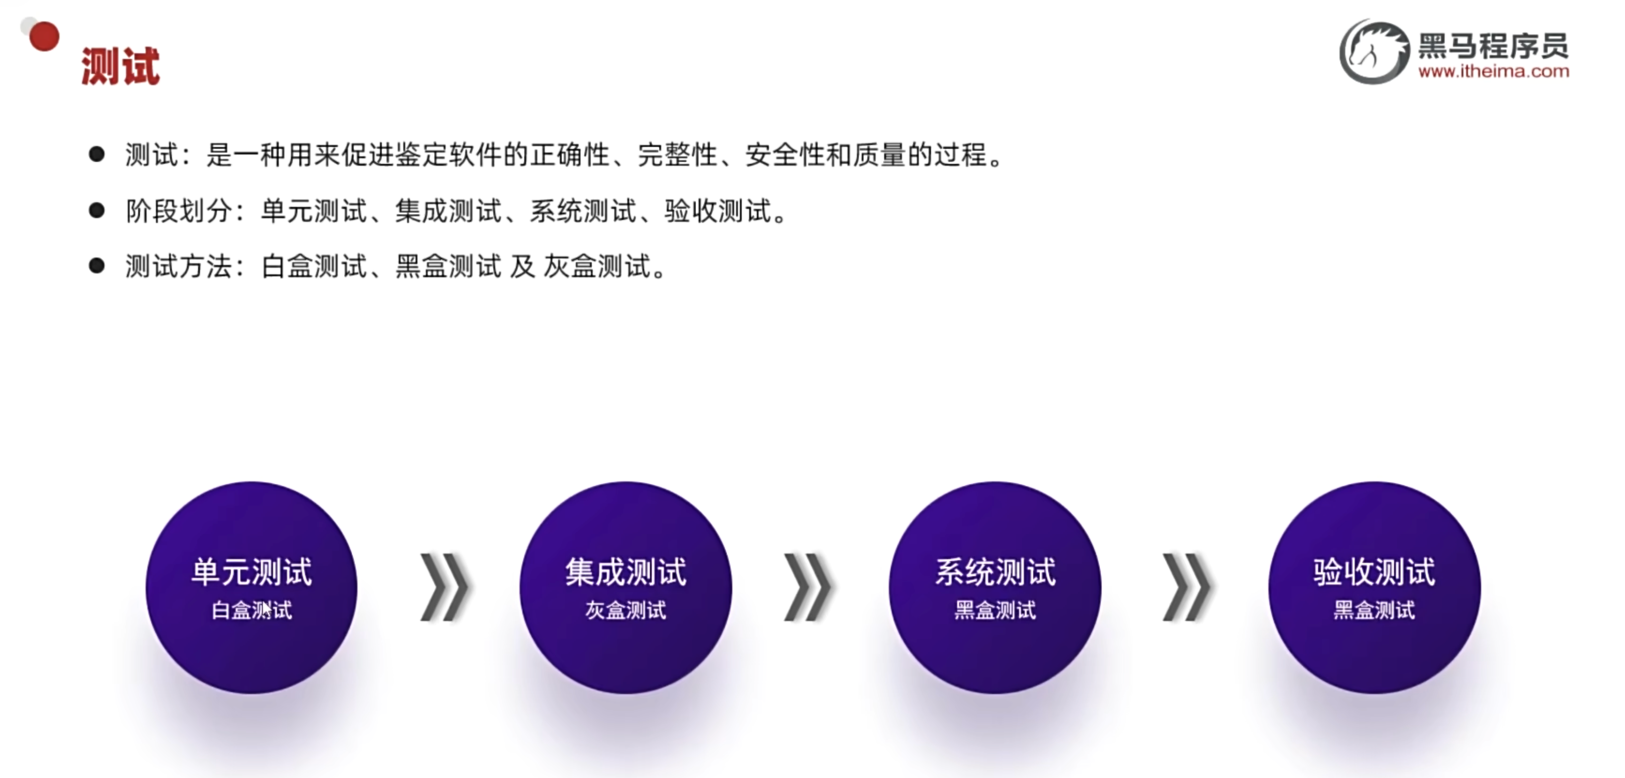 测试
黑马程序员
www.itheima.com
测试：是一种用来促进鉴定软件的正确性、完整性、安全性和质量的过程。
阶段划分：单元测试、集成测试、系统测试、验收测试。
测试方法：白盒测试、黑盒测试 及 灰盒测试。
单元测试
白盒测试
集成测试
灰盒测试
系统测试
黑盒测试
验收测试
黑盒测试